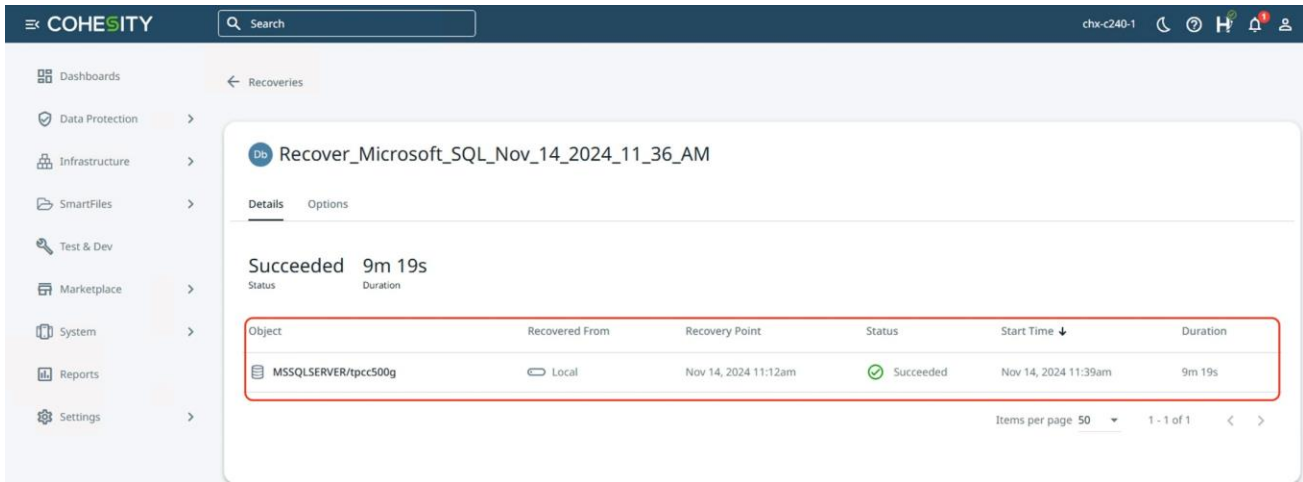 COHESITY
Search
chx-c240-1
1
Dashboards
Data Protection
Infrastructure
SmartFiles
Test & Dev
Marketplace
System
Reports
Settings
Recoveries
Db Recover_Microsoft_SQL_Nov_14_2024_11_36_AM
Details Options
Succeeded 9m 19s
Status Duration
Object Recovered From Recovery Point Status Start Time Duration
MSSQLSERVER/tpcc500g Local Nov 14, 2024 11:12am Succeeded Nov 14, 2024 11:39am 9m 19s
Items per page 50 1 - 1 of 1